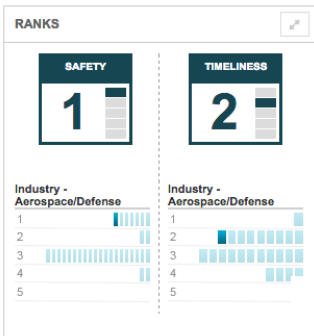 RANKS
SAFETY
1
TIMELINESS
2
Industry -
Aerospace/Defense
1
2
3
4
5
Industry -
Aerospace/Defense
1
2
3
4
5